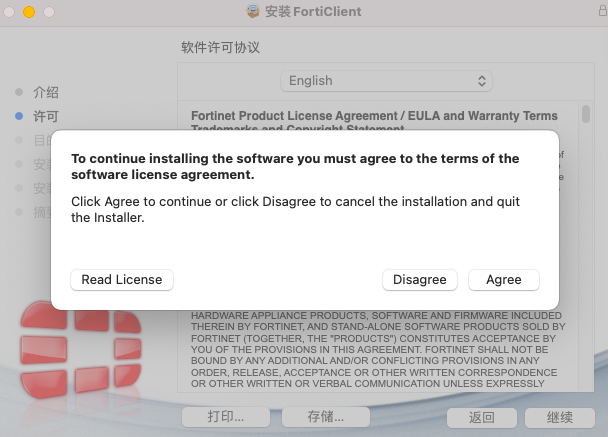 安装 FortiClient
软件许可协议
English
介绍
许可
安装
安装
Fortinet Product License Agreement / EULA and Warranty Terms
Trademarks and Copyright Statement
To continue installing the software you must agree to the terms of the
software license agreement.
Click Agree to continue or click Disagree to cancel the installation and quit
the Installer.
Read License
Disagree
Agree
HARDWARE APPLIANCE PRODUCTS, SOFTWARE AND FIRMWARE INCLUDED
THEREIN BY FORTINET, AND STAND-ALONE SOFTWARE PRODUCTS SOLD BY
FORTINET (TOGETHER, THE "PRODUCTS") CONSTITUTES ACCEPTANCE BY
YOU OF THE PROVISIONS IN THIS AGREEMENT. FORTINET SHALL NOT BE
BOUND BY ANY ADDITIONAL AND/OR CONFLICTING PROVISIONS IN ANY
ORDER, RELEASE, ACCEPTANCE OR OTHER WRITTEN CORRESPONDENCE
OR OTHER WRITTEN OR VERBAL COMMUNICATION UNLESS EXPRESSLY
打印...
存储...
返回
继续